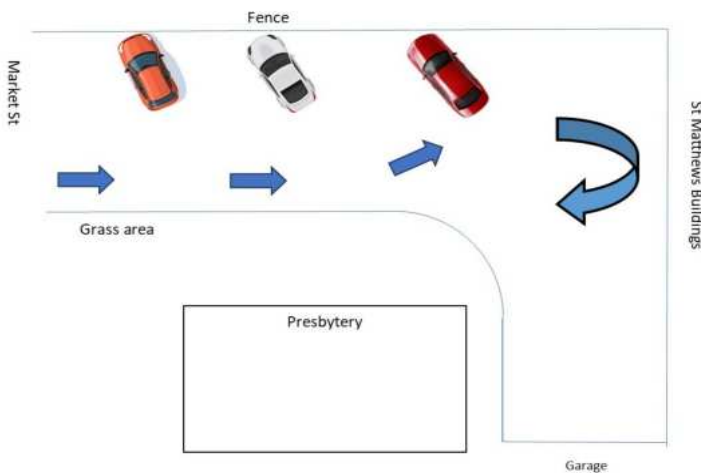 Fence
Market St
St Matthews Buildings
Grass area
Presbytery
Garage